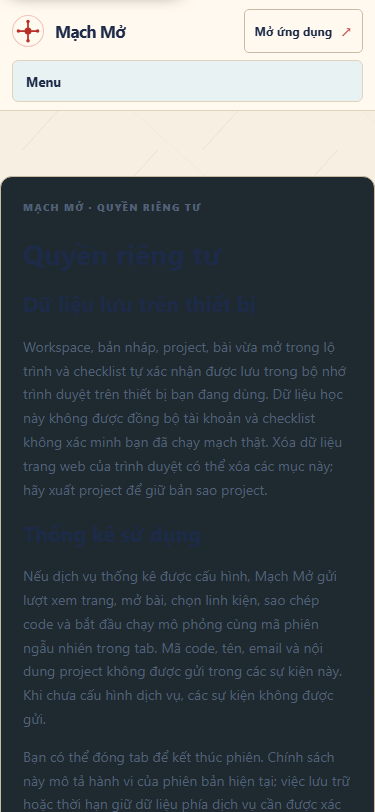 Mạch Mở
Mở ứng dụng ↗
Menu
MẠCH MỞ · QUYỀN RIÊNG TƯ
Quyền riêng tư
Dữ liệu lưu trên thiết bị
Workspace, bản nháp, project, bài vừa mở trong lộ
trình và checklist tự xác nhận được lưu trong bộ nhớ
trình duyệt trên thiết bị bạn đang dùng. Dữ liệu học
này không được đồng bộ tài khoản và checklist
không xác minh bạn đã chạy mạch thật. Xóa dữ liệu
trang web của trình duyệt có thể xóa các mục này;
hãy xuất project để giữ bản sao project.
Thống kê sử dụng
Nếu dịch vụ thống kê được cấu hình, Mạch Mở gửi
lượt xem trang, mở bài, chọn linh kiện, sao chép
code và bắt đầu chạy mô phỏng cùng mã phiên
ngẫu nhiên trong tab. Mã code, tên, email và nội
dung project không được gửi trong các sự kiện này.
Khi chưa cấu hình dịch vụ, các sự kiện không được
gửi.
Bạn có thể đóng tab để kết thúc phiên. Chính sách
này mô tả hành vi của phiên bản hiện tại; việc lưu trữ
hoặc thời hạn giữ dữ liệu phía dịch vụ cần được xác